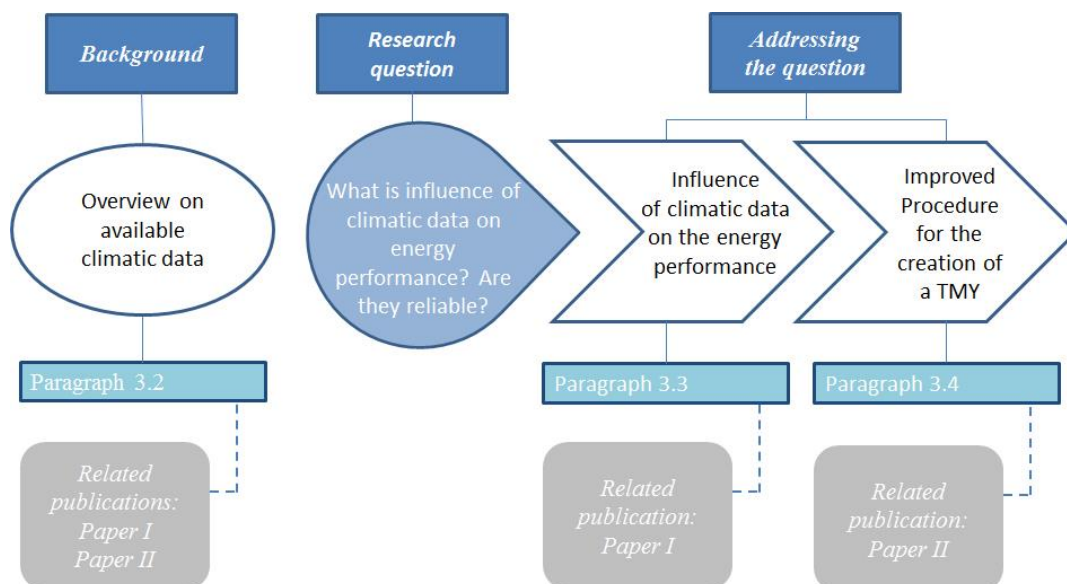 Background
Overview on
available
climatic data
Paragraph 3.2
Related
publications:
Paper I
Paper II
Research
question
What is influence of
climatic data on
energy
performance? Are
they reliable?
Addressing
the question
Influence
of climatic data
on the energy
performance
Paragraph 3.3
Related
publication:
Paper I
Improved
Procedure
for the
creation of
a TMY
Paragraph 3.4
Related
publication:
Paper II